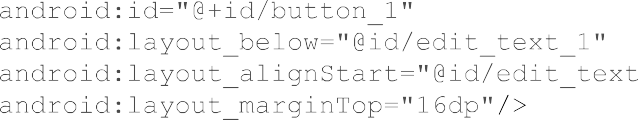 android:id="@+id/button_1"
android:layout_below="@id/edit_text_1"
android:layout_alignStart="@id/edit_text
android:layout_marginTop="16dp"/>